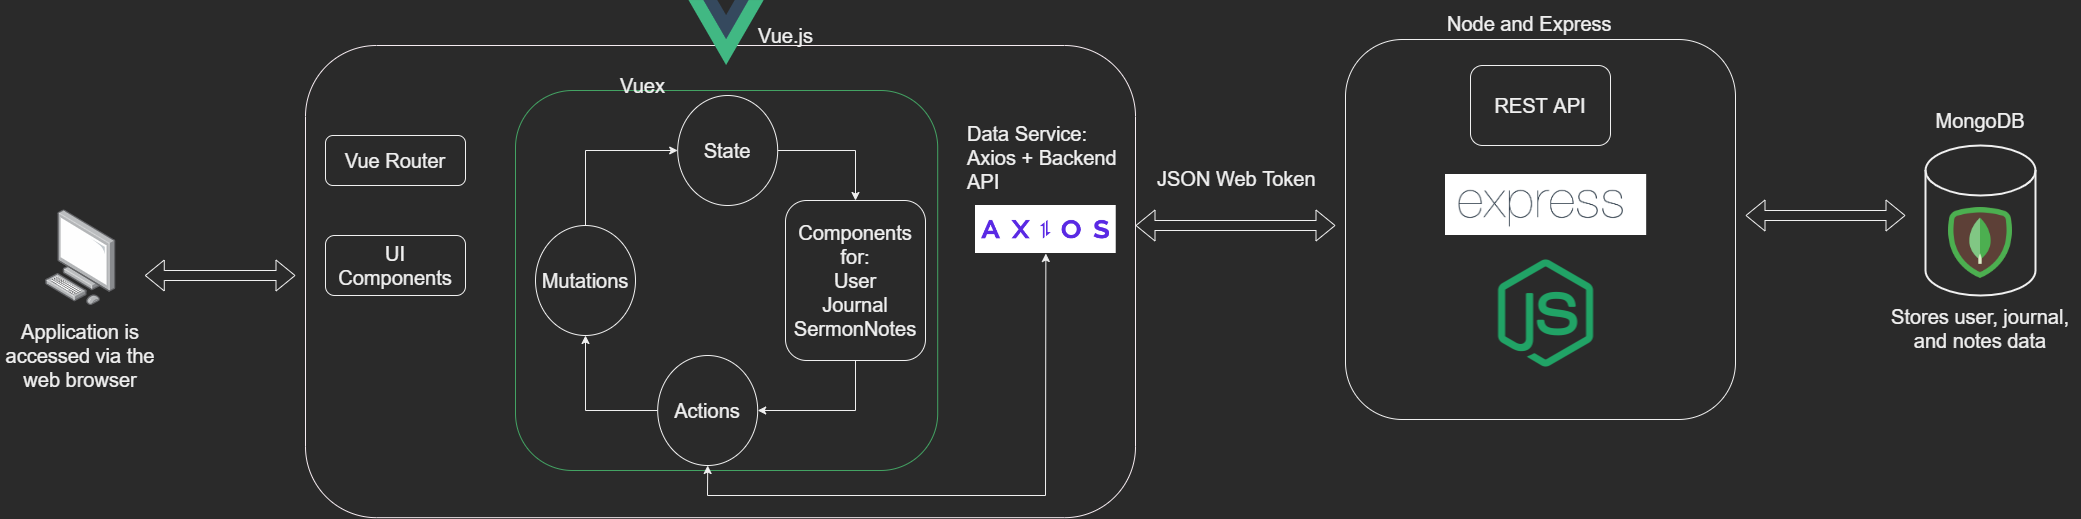 Application is
accessed via the
web browser
Vue.js
Vue Router
UI
Components
Vuex
State
Mutations
Actions
Components
for:
User
Journal
SermonNotes
Data Service:
Axios + Backend
API
AXIOS
JSON Web Token
Node and Express
REST API
express
JS
MongoDB
Stores user, journal,
and notes data